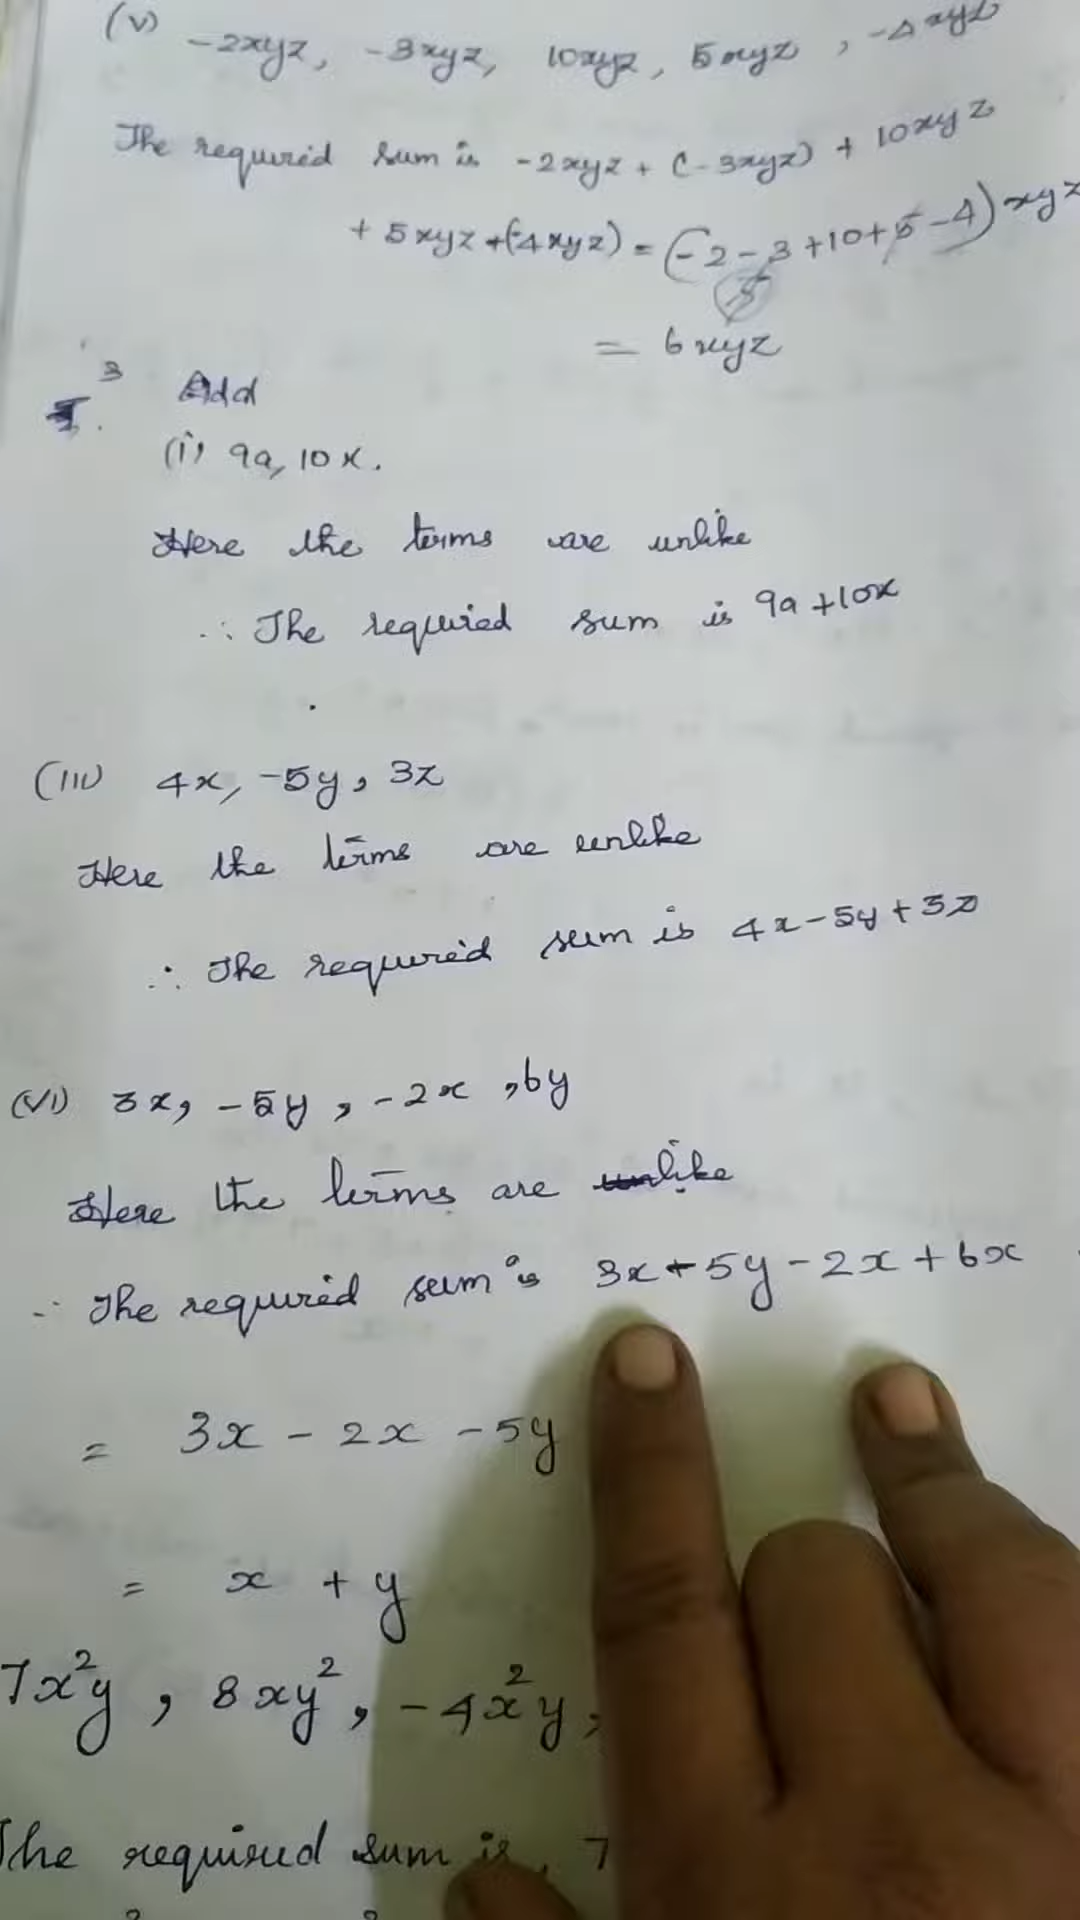 (v) -2xyz, -3xyz, 10xyz, 5xyz, -4xyz
The required sum is -2xyz + (-3xyz) + 10xyz
+ 5xyz + (-4xyz) = (-2-3+10+5-4) xyz
= 6xyz
3 Add
(i) 9a, 10x.
Here the terms are unlike
∴ The required sum is 9a+10x
(III) 4x, -5y, 3z
Here the terms are unlike
∴ The required sum is 4x-5y+3z
(VI) 3x, -5y, -2x, 6y
Here the terms are like
∴ The required sum is 3x-5y-2x+6x
= 3x - 2x - 5y
= x + y
7x²y, 8xy², -4x²y,
The required sum is, 7